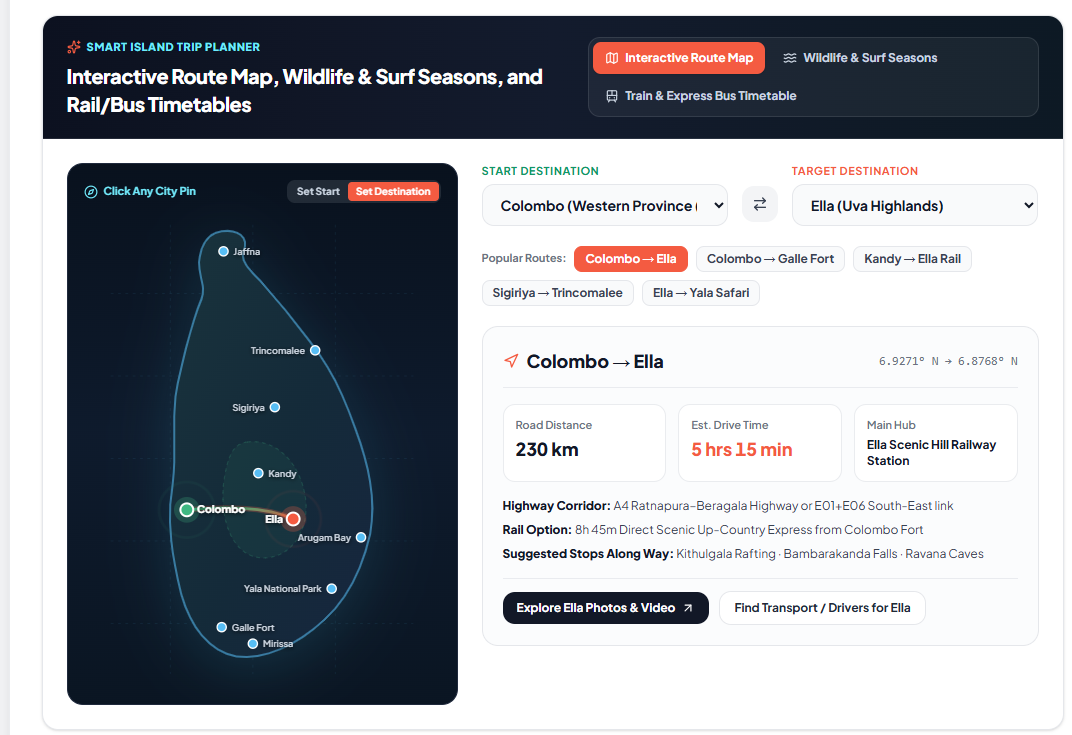 SMART ISLAND TRIP PLANNER
Interactive Route Map, Wildlife & Surf Seasons, and
Rail/Bus Timetables
Interactive Route Map
Wildlife & Surf Seasons
Train & Express Bus Timetable
Click Any City Pin
Set Start
Set Destination
Jaffna
Trincomalee
Sigiriya
Kandy
Colombo
Ella
Arugam Bay
Yala National Park
Galle Fort
Mirissa
START DESTINATION
Colombo (Western Province (
TARGET DESTINATION
Ella (Uva Highlands)
Popular Routes:
Colombo → Ella
Colombo → Galle Fort
Kandy → Ella Rail
Sigiriya → Trincomalee
Ella → Yala Safari
Colombo → Ella
6.9271° N → 6.8768° N
Road Distance
230 km
Est. Drive Time
5 hrs 15 min
Main Hub
Ella Scenic Hill Railway
Station
Highway Corridor: A4 Ratnapura–Beragala Highway or E01+E06 South-East link
Rail Option: 8h 45m Direct Scenic Up-Country Express from Colombo Fort
Suggested Stops Along Way: Kithulgala Rafting · Bambarakanda Falls · Ravana Caves
Explore Ella Photos & Video ↗
Find Transport / Drivers for Ella